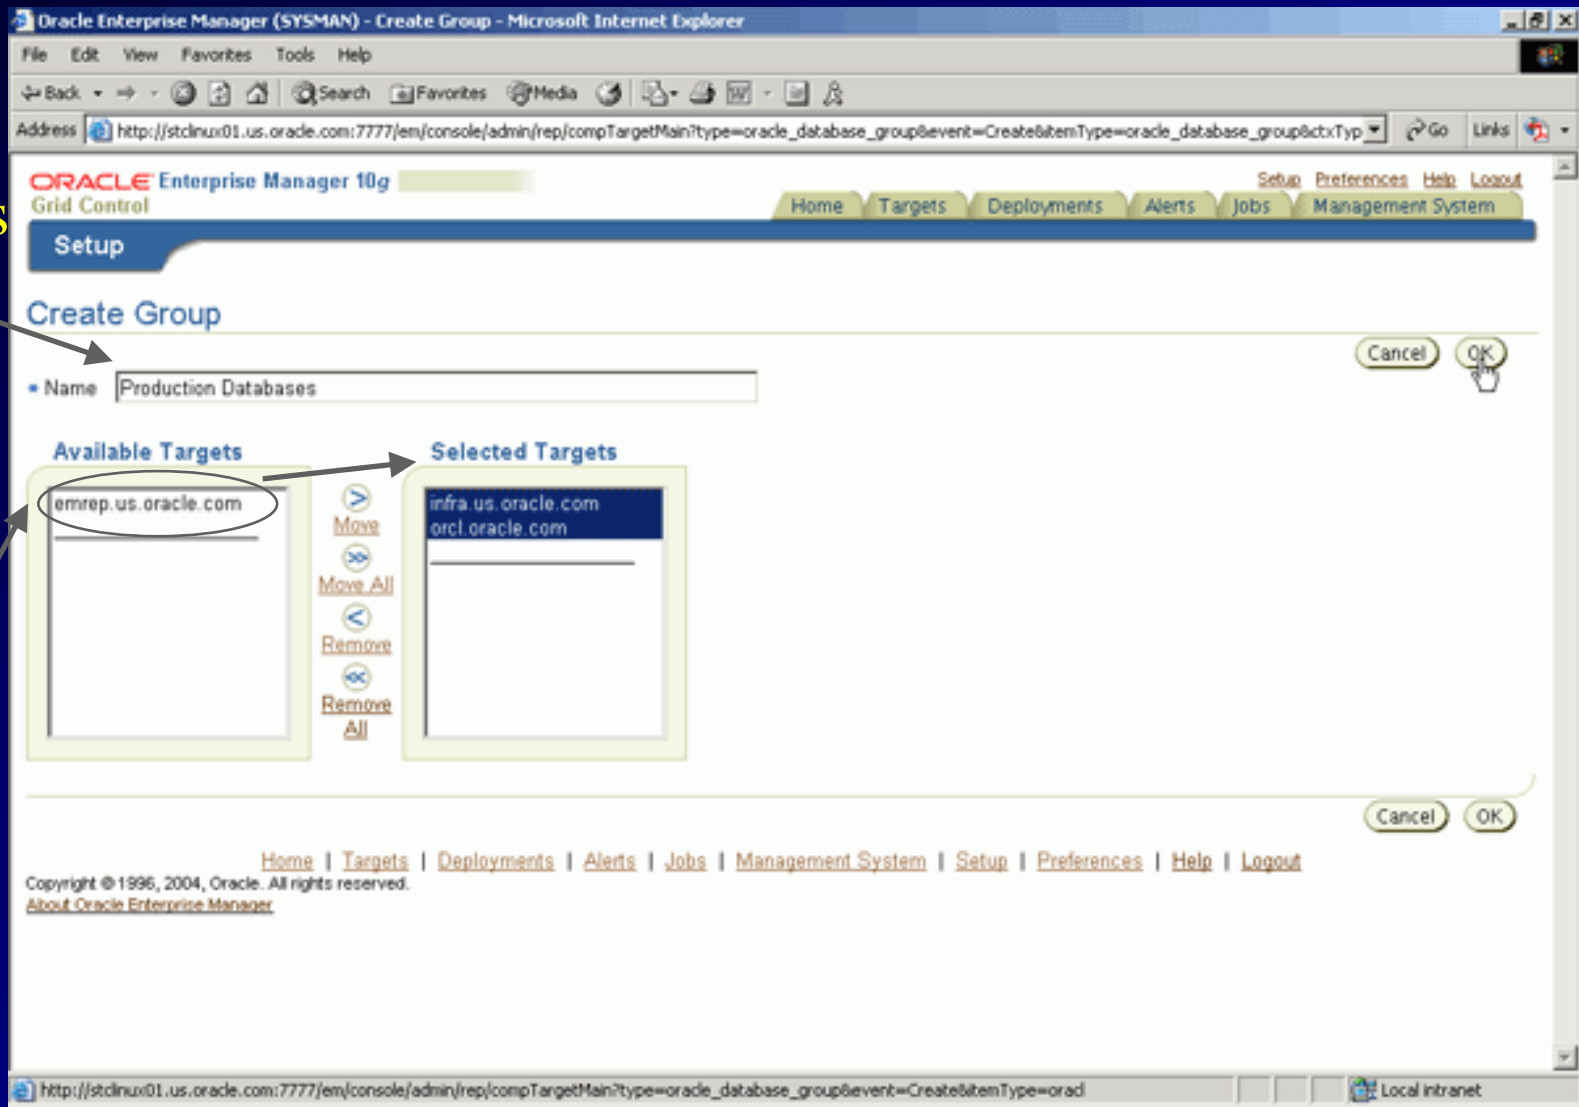 Oracle Enterprise Manager (SYSMAN) - Create Group - Microsoft Internet Explorer
File Edit View Favorites Tools Help
Back Search Favorites Media
Address http://stclinux01.us.oracle.com:7777/em/console/admin/rep/compTargetMain?type=oracle_database_group&event=Create&itemType=oracle_database_group&ctxTyp Go Links
ORACLE Enterprise Manager 10g
Setup Preferences Help Logout
Grid Control
Home Targets Deployments Alerts Jobs Management System
s
Setup
Create Group
Cancel OK
* Name Production Databases
Available Targets Selected Targets
emrep.us.oracle.com
infra.us.oracle.com
orcl.oracle.com
Move
Move All
Remove
Remove All
Cancel OK
Home | Targets | Deployments | Alerts | Jobs | Management System | Setup | Preferences | Help | Logout
Copyright © 1996, 2004, Oracle. All rights reserved.
About Oracle Enterprise Manager
http://stclinux01.us.oracle.com:7777/em/console/admin/rep/compTargetMain?type=oracle_database_group&event=Create&itemType=oracl Local intranet